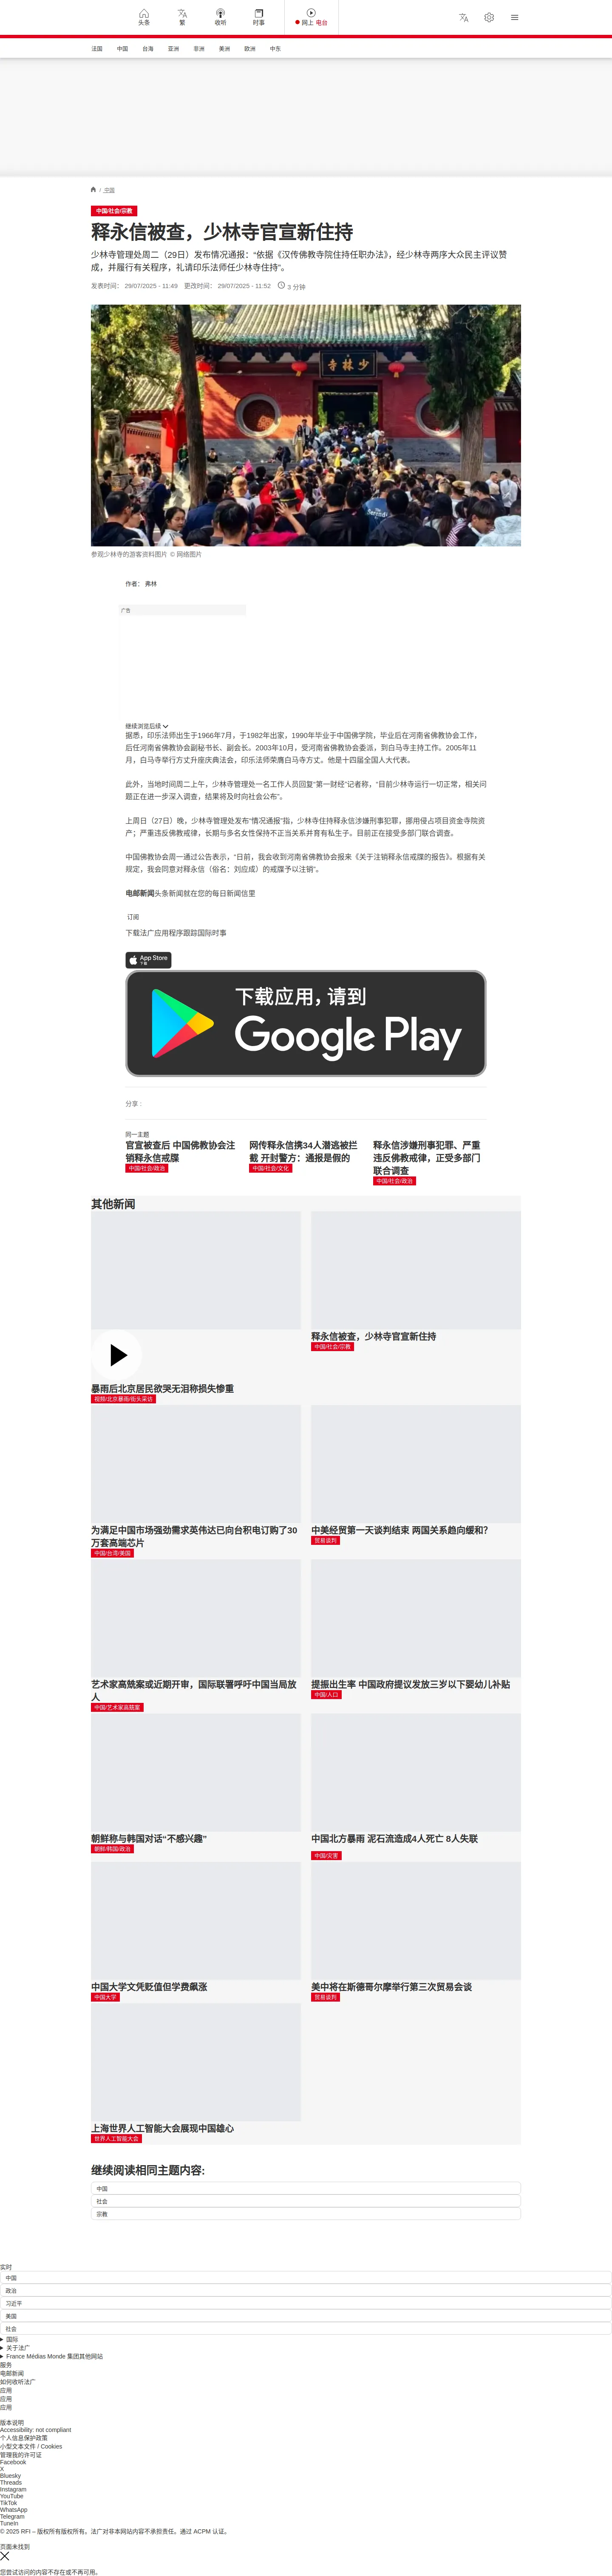 头条
繁
收听
时事
网上 电台
法国
中国
台海
亚洲
非洲
美洲
欧洲
中东
/ 中国
中国/社会/宗教
释永信被查，少林寺官宣新住持
少林寺管理处周二（29日）发布情况通报：“依据《汉传佛教寺院住持任职办法》，经少林寺两序大众民主评议赞
成，并履行有关程序，礼请印乐法师任少林寺住持”。
发表时间： 29/07/2025 - 11:49 更改时间： 29/07/2025 - 11:52 3 分钟
少林寺
参观少林寺的游客资料图片 © 网络图片
作者： 弗林
广告
继续浏览后续
据悉，印乐法师出生于1966年7月，于1982年出家，1990年毕业于中国佛学院，毕业后在河南省佛教协会工作，
后任河南省佛教协会副秘书长、副会长。2003年10月，受河南省佛教协会委派，到白马寺主持工作。2005年11
月，白马寺举行方丈升座庆典法会，印乐法师荣膺白马寺方丈。他是十四届全国人大代表。
此外，当地时间周二上午，少林寺管理处一名工作人员回复“第一财经”记者称，“目前少林寺运行一切正常，相关问
题正在进一步深入调查，结果将及时向社会公布”。
上周日（27日）晚，少林寺管理处发布“情况通报”指，少林寺住持释永信涉嫌刑事犯罪，挪用侵占项目资金寺院资
产；严重违反佛教戒律，长期与多名女性保持不正当关系并育有私生子。目前正在接受多部门联合调查。
中国佛教协会周一通过公告表示，“日前，我会收到河南省佛教协会报来《关于注销释永信戒牒的报告》。根据有关
规定，我会同意对释永信（俗名：刘应成）的戒牒予以注销”。
电邮新闻头条新闻就在您的每日新闻信里
订阅
下载法广应用程序跟踪国际时事
App Store
下载
下载应用，请到
Google Play
分享 :
同一主题
官宣被查后 中国佛教协会注
销释永信戒牒
中国/社会/政治
网传释永信携34人潜逃被拦
截 开封警方：通报是假的
中国/社会/文化
释永信涉嫌刑事犯罪、严重
违反佛教戒律，正受多部门
联合调查
中国/社会/政治
其他新闻
暴雨后北京居民欲哭无泪称损失惨重
视频/北京暴雨/街头采访
释永信被查，少林寺官宣新住持
中国/社会/宗教
为满足中国市场强劲需求英伟达已向台积电订购了30
万套高端芯片
中国/台湾/美国
中美经贸第一天谈判结束 两国关系趋向缓和？
贸易谈判
艺术家高兟案或近期开审，国际联署呼吁中国当局放
人
中国/艺术家高兟案
提振出生率 中国政府提议发放三岁以下婴幼儿补贴
中国/人口
朝鲜称与韩国对话“不感兴趣”
朝鲜/韩国/政治
中国北方暴雨 泥石流造成4人死亡 8人失联
中国/灾害
中国大学文凭贬值但学费飙涨
中国大学
美中将在斯德哥尔摩举行第三次贸易会谈
贸易谈判
上海世界人工智能大会展现中国雄心
世界人工智能大会
继续阅读相同主题内容:
中国
社会
宗教
实时
中国
政治
习近平
美国
社会
国际
关于法广
France Médias Monde 集团其他网站
服务
电邮新闻
如何收听法广
应用
应用
应用
版本说明
Accessibility: not compliant
个人信息保护政策
小型文本文件 / Cookies
管理我的许可证
Facebook
X
Bluesky
Threads
Instagram
YouTube
TikTok
WhatsApp
Telegram
TuneIn
© 2025 RFI – 版权所有版权所有。法广对非本网站内容不承担责任。通过 ACPM 认证。
页面未找到
您尝试访问的内容不存在或不再可用。